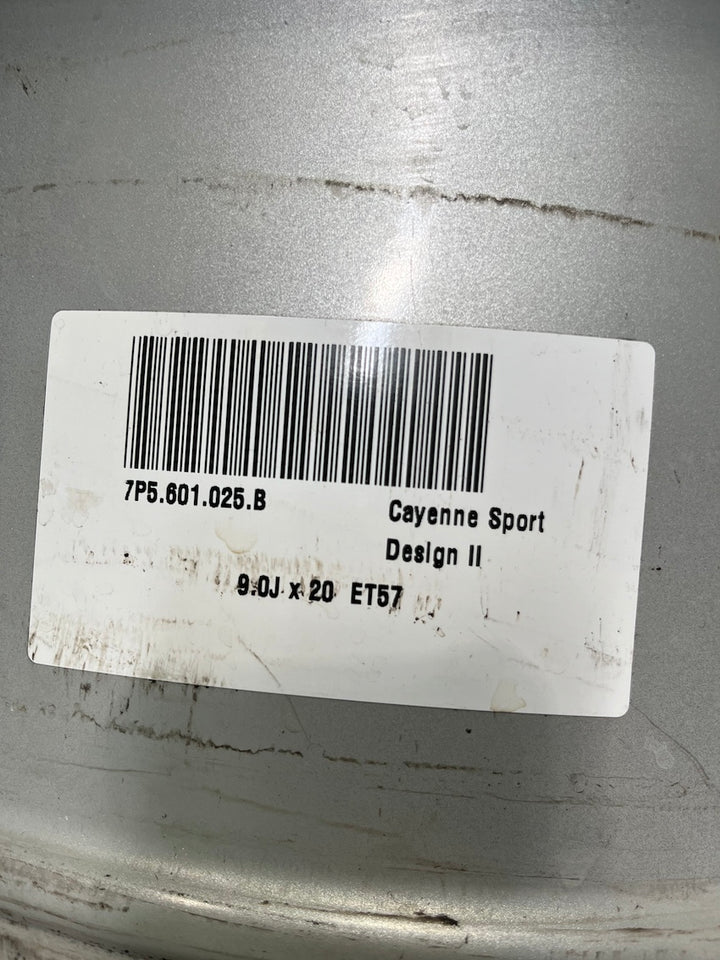 7P5.601.025.B
Cayenne Sport
Design II
9.0J x 20 ET57